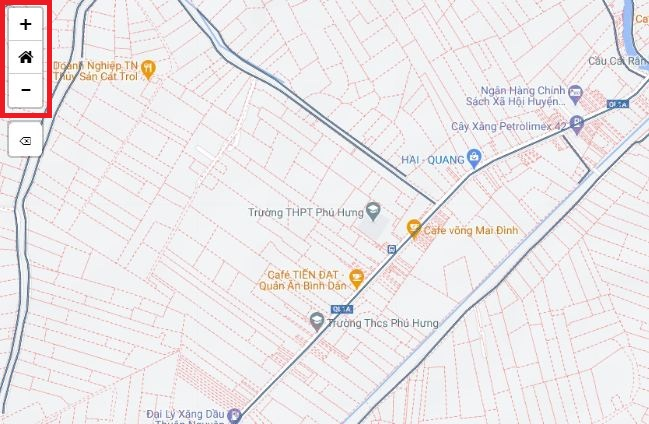 +
−
Doanh Nghiệp TN
Thủy Sản Cát Trol
Ca
Cầu Cái Rắn
Ngân Hàng Chính
Sách Xã Hội Huyện...
QL1A
Cây Xăng Petrolimex 42
HAI - QUANG
Trường THPT Phú Hưng
Cafe võng Mai Đình
Café TIẾN ĐẠT -
Quán Ăn Bình Dân
QL1A
Trường Thcs Phú Hưng
Đại Lý Xăng Dầu
Thuận Nguyên